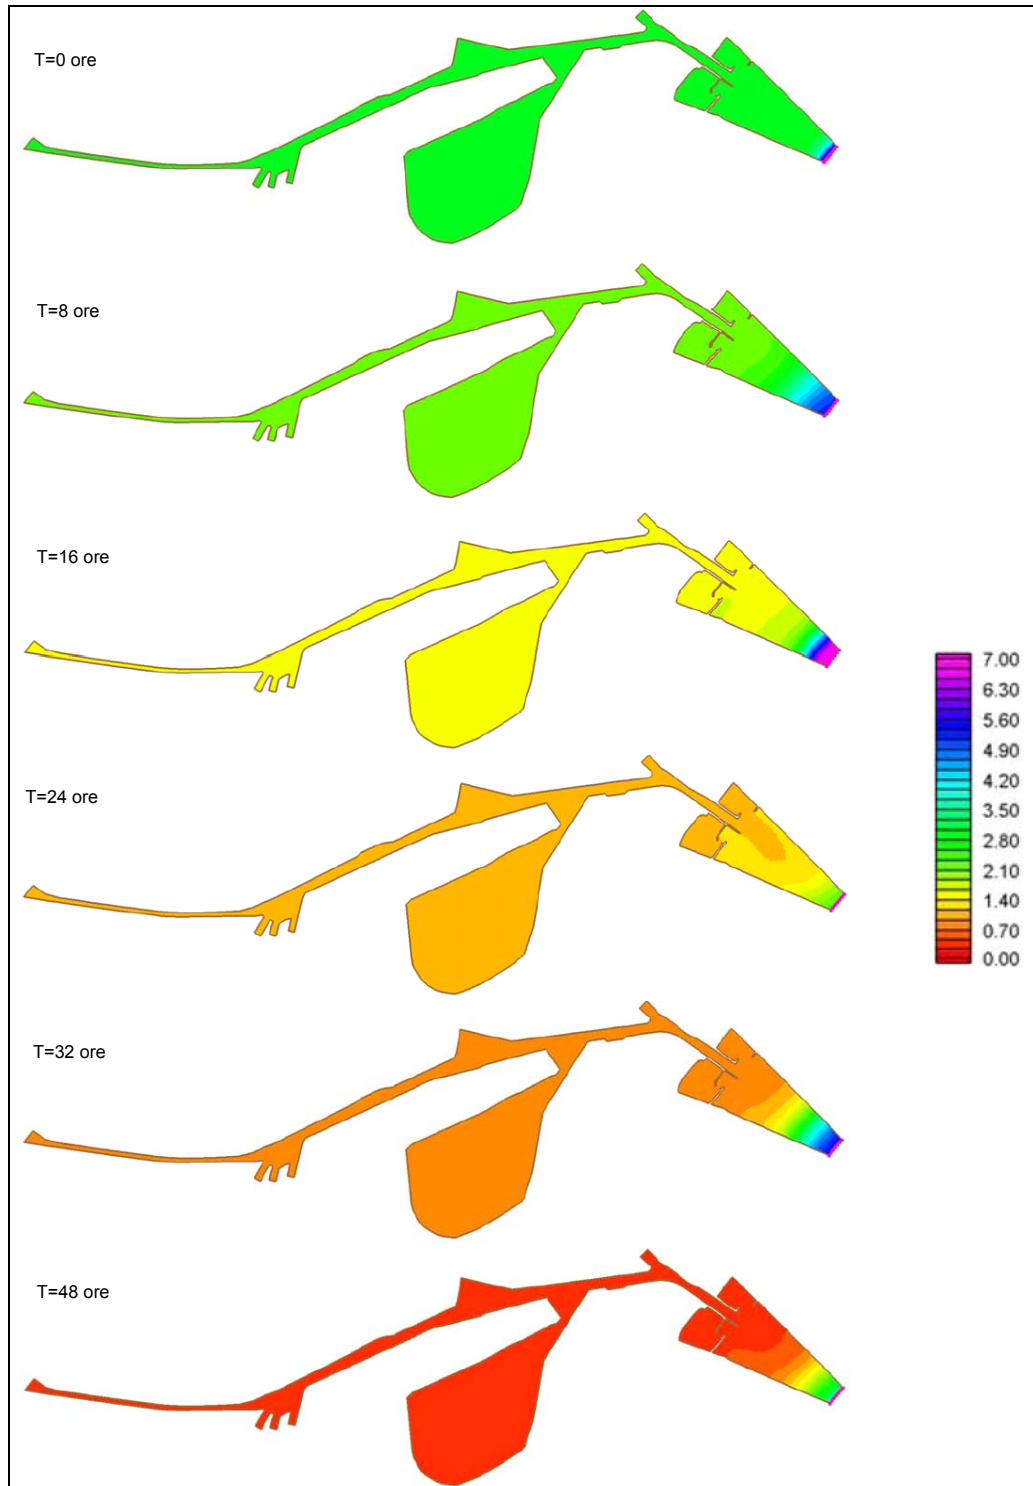 T=0 ore
T=8 ore
T=16 ore
7.00
6.30
5.60
4.90
4.20
3.50
2.80
2.10
1.40
0.70
0.00
T=24 ore
T=32 ore
T=48 ore